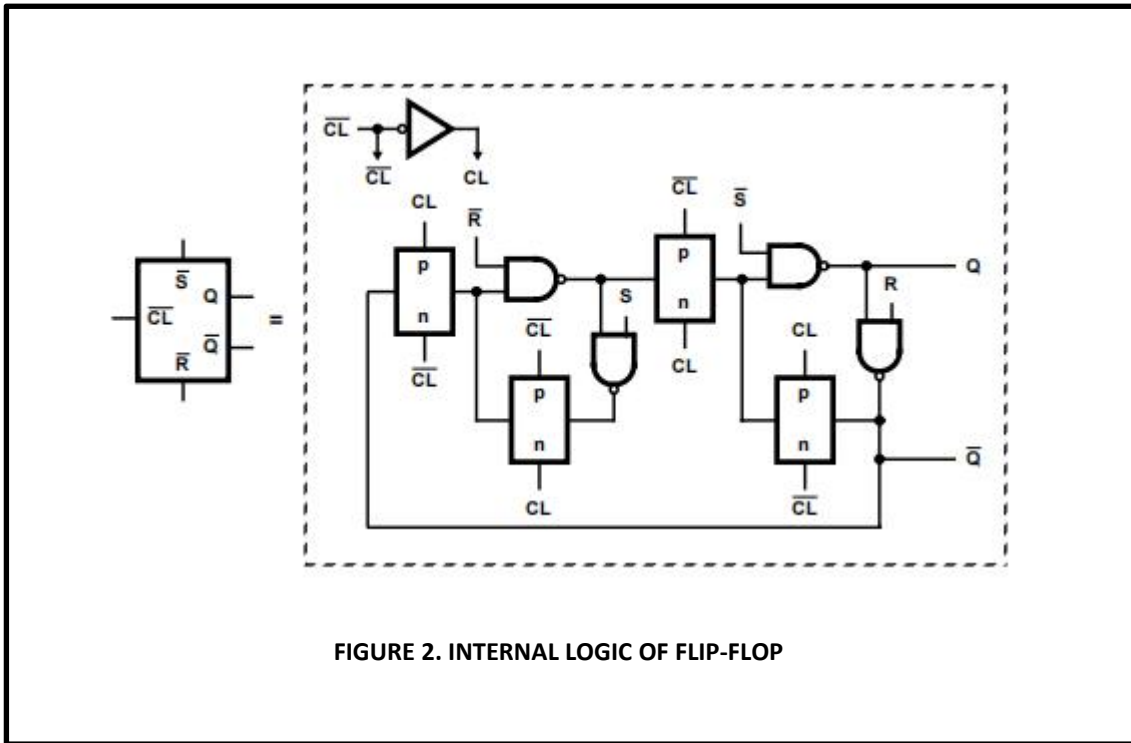 C̅L̅
C̅L̅ CL
CL R̅ C̅L̅ S̅
p p
S̅ n S n Q
Q R
C̅L̅ = C̅L̅ CL CL
Q̅ C̅L̅
R̅ p p
n n
Q̅
CL C̅L̅
FIGURE 2. INTERNAL LOGIC OF FLIP-FLOP